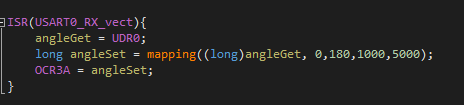 ISR(USART0_RX_vect){
angleGet = UDR0;
long angleSet = mapping((long)angleGet, 0,180,1000,5000);
OCR3A = angleSet;
}